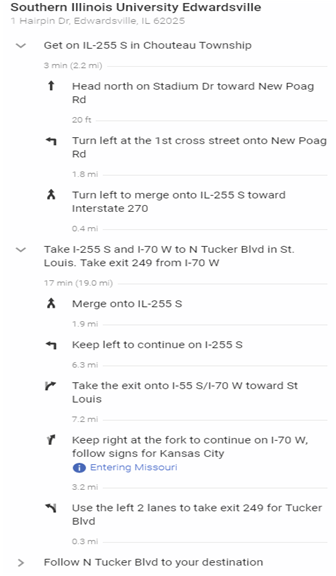 Southern Illinois University Edwardsville
1 Hairpin Dr, Edwardsville, IL 62025
Get on IL-255 S in Chouteau Township
3 min (2.2 mi)
Head north on Stadium Dr toward New Poag
Rd
20 ft
Turn left at the 1st cross street onto New Poag
Rd
1.8 mi
Turn left to merge onto IL-255 S toward
Interstate 270
0.4 mi
Take I-255 S and I-70 W to N Tucker Blvd in St.
Louis. Take exit 249 from I-70 W
17 min (19.0 mi)
Merge onto IL-255 S
1.9 mi
Keep left to continue on I-255 S
6.3 mi
Take the exit onto I-55 S/I-70 W toward St
Louis
7.2 mi
Keep right at the fork to continue on I-70 W,
follow signs for Kansas City
Entering Missouri
3.2 mi
Use the left 2 lanes to take exit 249 for Tucker
Blvd
0.3 mi
Follow N Tucker Blvd to your destination